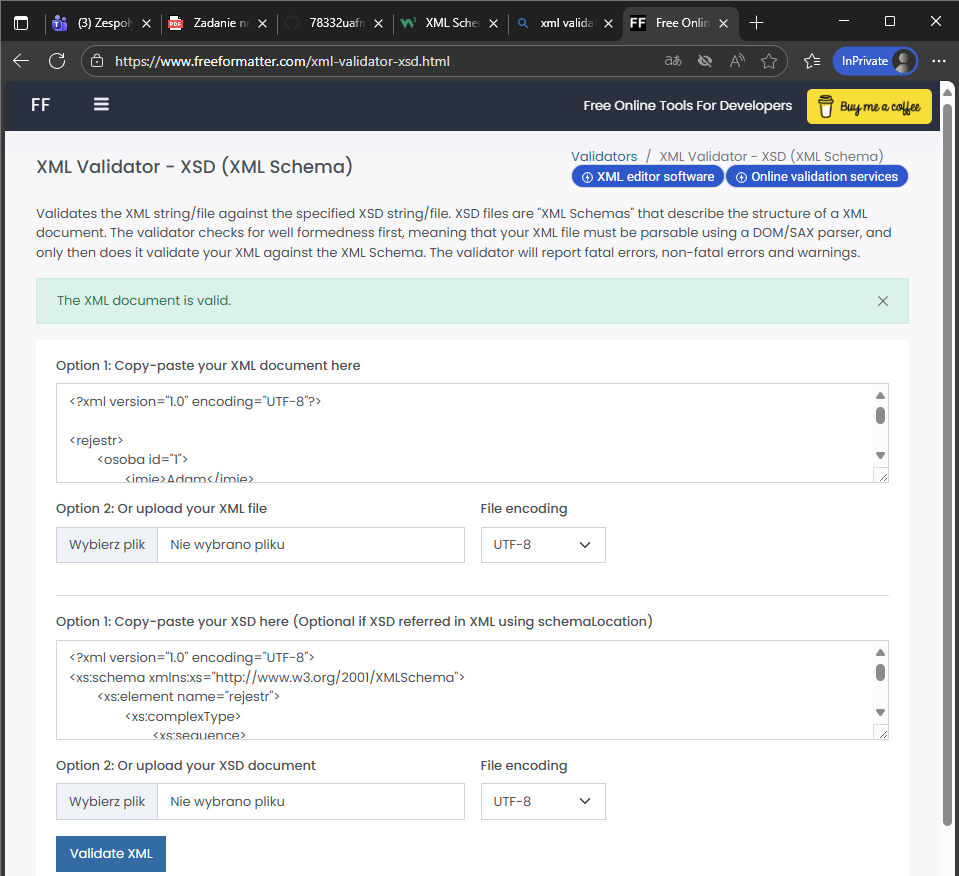 (3) Zespoły
Zadanie nr
78332uafn
XML Sche
xml valida
Free Onlin
https://www.freeformatter.com/xml-validator-xsd.html
aあ
InPrivate
FF
Free Online Tools For Developers
Buy me a coffee
XML Validator - XSD (XML Schema)
Validators / XML Validator - XSD (XML Schema)
XML editor software
Online validation services
Validates the XML string/file against the specified XSD string/file. XSD files are "XML Schemas" that describe the structure of a XML
document. The validator checks for well formedness first, meaning that your XML file must be parsable using a DOM/SAX parser, and
only then does it validate your XML against the XML Schema. The validator will report fatal errors, non-fatal errors and warnings.
The XML document is valid.
Option 1: Copy-paste your XML document here
<?xml version="1.0" encoding="UTF-8"?>
<rejestr>
<osoba id="1">
<imie>Adam</imie>
Option 2: Or upload your XML file
File encoding
Wybierz plik
Nie wybrano pliku
UTF-8
Option 1: Copy-paste your XSD here (Optional if XSD referred in XML using schemaLocation)
<?xml version="1.0" encoding="UTF-8">
<xs:schema xmlns:xs="http://www.w3.org/2001/XMLSchema">
<xs:element name="rejestr">
<xs:complexType>
<xs:sequence>
Option 2: Or upload your XSD document
File encoding
Wybierz plik
Nie wybrano pliku
UTF-8
Validate XML